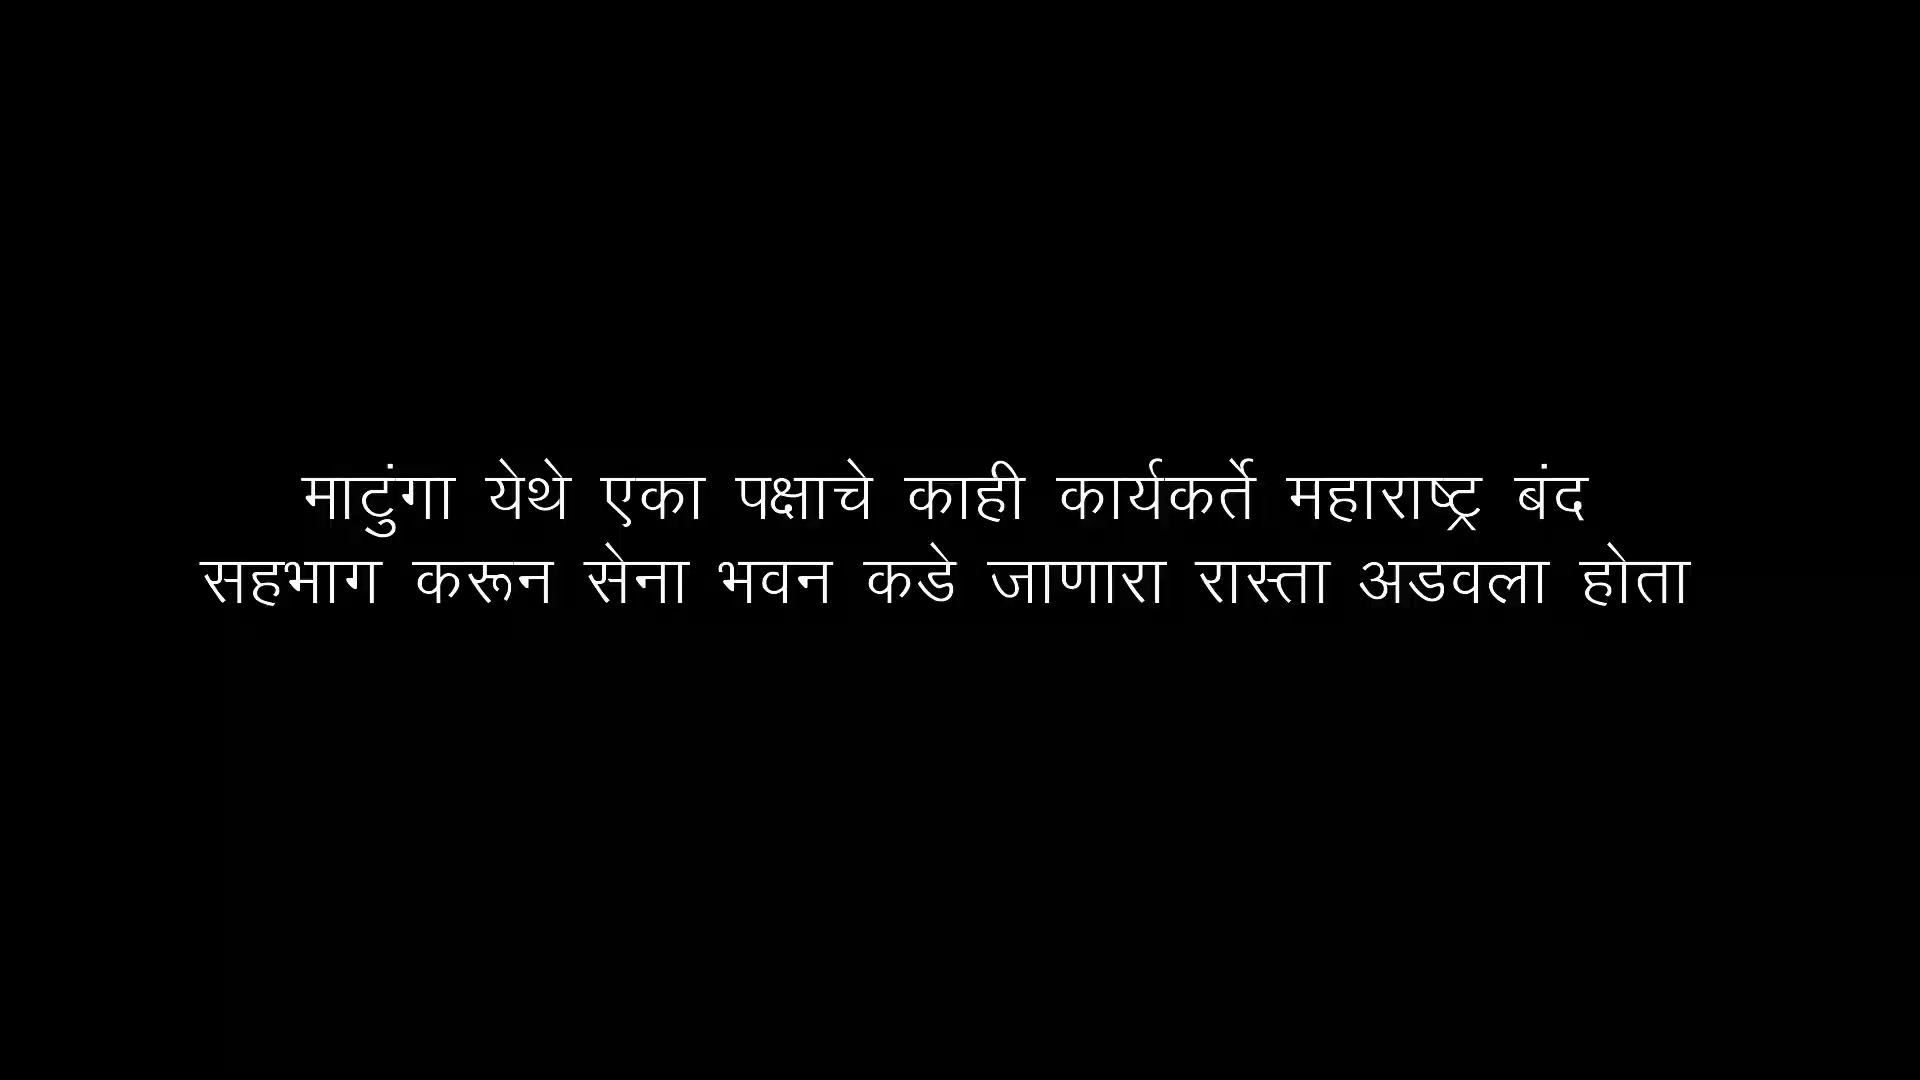 माटुंगा येथे एका पक्षाचे काही कार्यकर्ते महाराष्ट्र बंद
सहभाग करून सेना भवन कडे जाणारा रास्ता अडवला होता